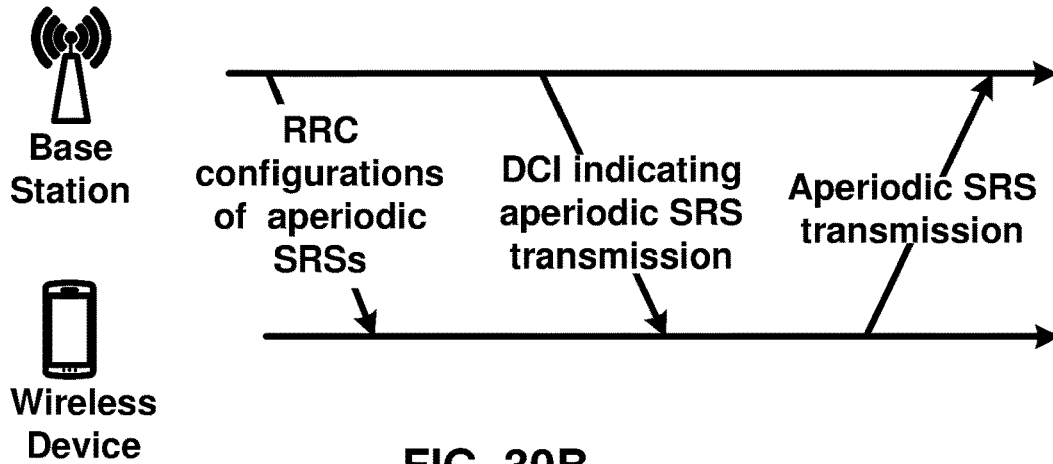 Base
Station
RRC
configurations
of aperiodic
SRSs
DCI indicating
aperiodic SRS
transmission
Aperiodic SRS
transmission
Wireless
Device